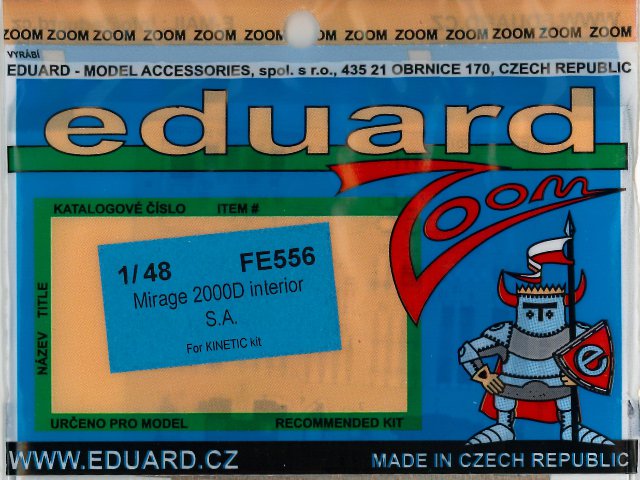 ZOOM ZOOM ZOOM ZOOM ZOOM ZOOM ZOOM ZOOM ZOOM ZOOM
VYRÁBÍ
EDUARD - MODEL ACCESSORIES, spol. s r.o., 435 21 OBRNICE 170, CZECH REPUBLIC
eduard
Zoom
KATALOGOVÉ ČÍSLO ITEM #
1/48 FE556
Mirage 2000D interior
S.A.
For KINETIC kit
NÁZEV TITLE
e
URČENO PRO MODEL RECOMMENDED KIT
WWW.EDUARD.CZ MADE IN CZECH REPUBLIC